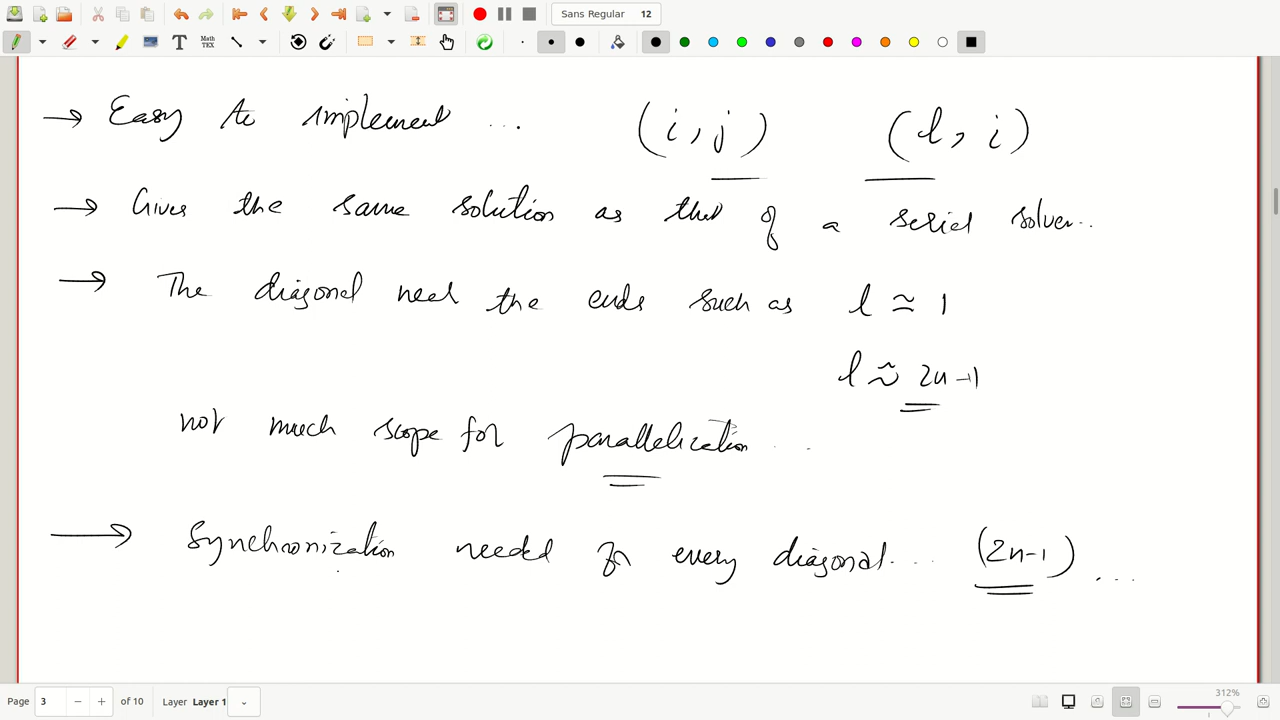 Sans Regular 12
Math TEX
→ Easy to implement ... (i, j) (l, i)
→ Gives the same solution as that of a serial solver...
→ The diagonal near the ends such as l ≈ 1
l ≈ 2n-1
not much scope for parallelization ...
→ Synchronization needed for every diagonal.... (2n-1) ...
Page 3 of 10 Layer Layer 1 312%